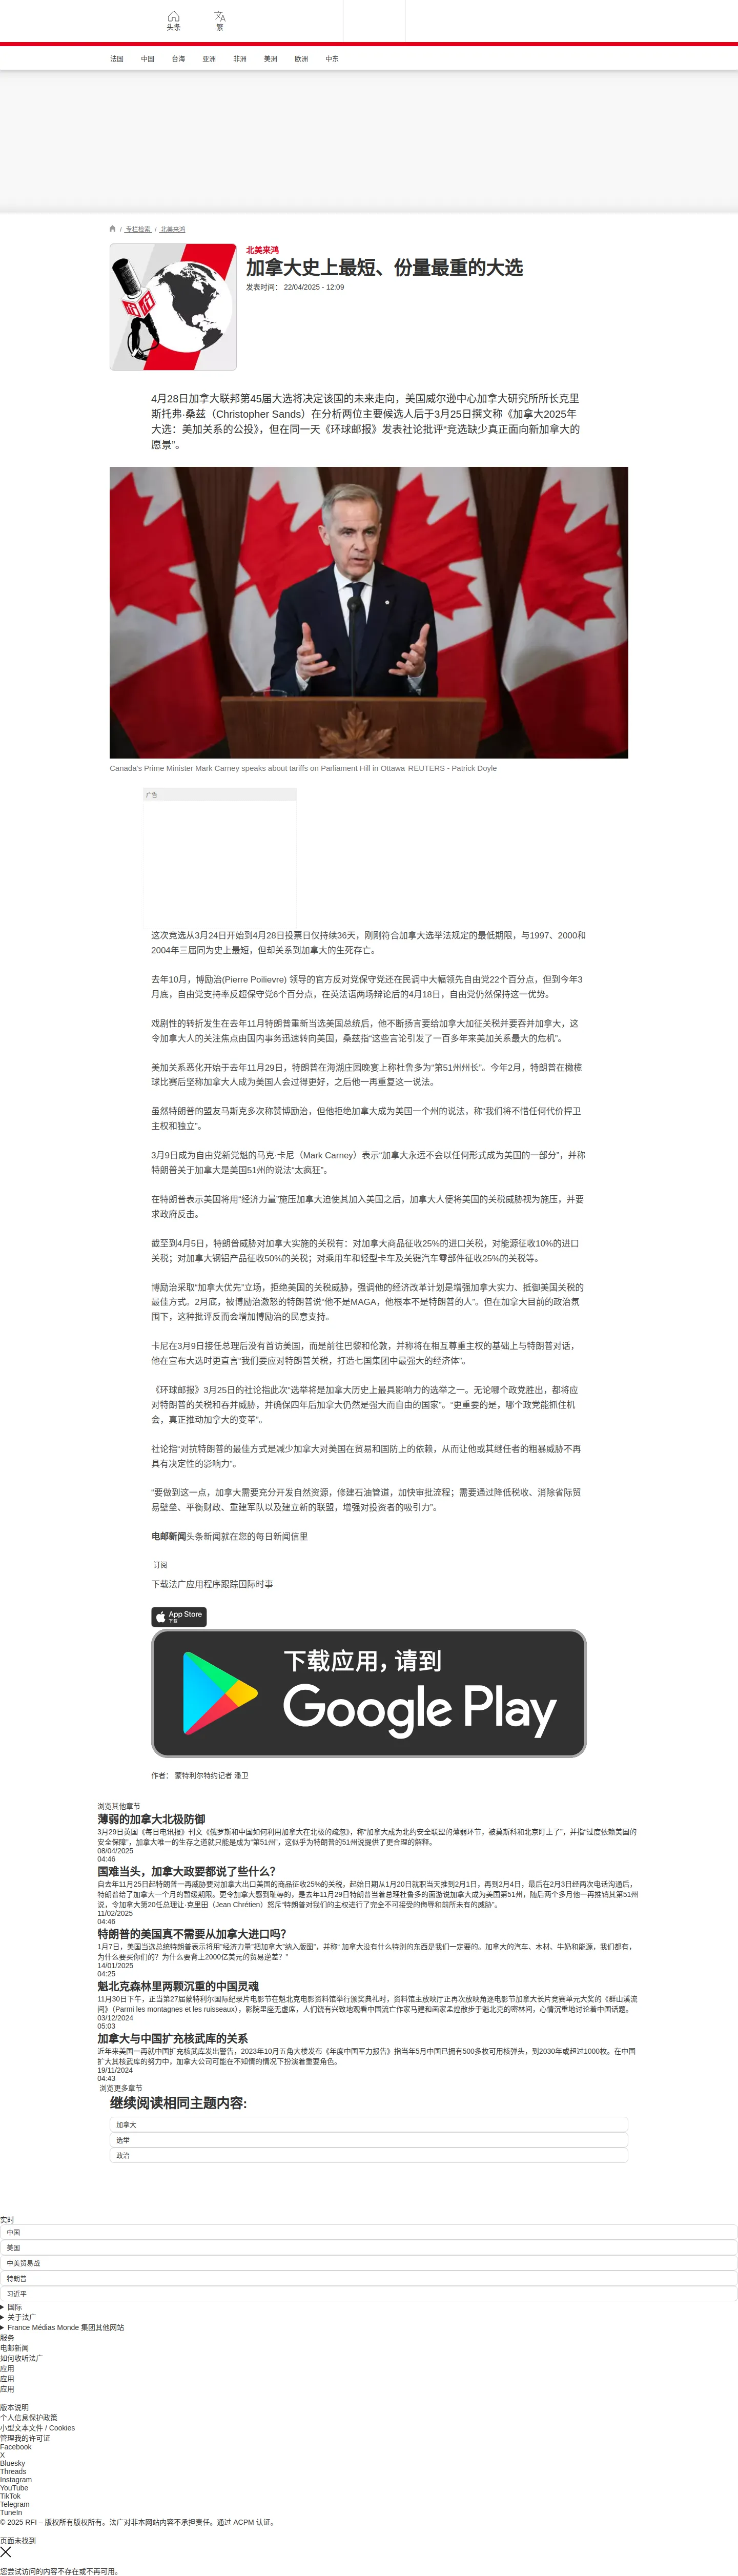 头条
繁
法国
中国
台海
亚洲
非洲
美洲
欧洲
中东
/ 专栏检索 / 北美来鸿
北美来鸿
加拿大史上最短、份量最重的大选
发表时间： 22/04/2025 - 12:09
4月28日加拿大联邦第45届大选将决定该国的未来走向，美国威尔逊中心加拿大研究所所长克里
斯托弗·桑兹（Christopher Sands）在分析两位主要候选人后于3月25日撰文称《加拿大2025年
大选：美加关系的公投》，但在同一天《环球邮报》发表社论批评“竞选缺少真正面向新加拿大的
愿景”。
Canada's Prime Minister Mark Carney speaks about tariffs on Parliament Hill in Ottawa REUTERS - Patrick Doyle
广告
这次竞选从3月24日开始到4月28日投票日仅持续36天，刚刚符合加拿大选举法规定的最低期限，与1997、2000和
2004年三届同为史上最短，但却关系到加拿大的生死存亡。
去年10月，博励治(Pierre Poilievre) 领导的官方反对党保守党还在民调中大幅领先自由党22个百分点，但到今年3
月底，自由党支持率反超保守党6个百分点，在英法语两场辩论后的4月18日，自由党仍然保持这一优势。
戏剧性的转折发生在去年11月特朗普重新当选美国总统后，他不断扬言要给加拿大加征关税并要吞并加拿大，这
令加拿大人的关注焦点由国内事务迅速转向美国，桑兹指“这些言论引发了一百多年来美加关系最大的危机”。
美加关系恶化开始于去年11月29日，特朗普在海湖庄园晚宴上称杜鲁多为“第51州州长”。今年2月，特朗普在橄榄
球比赛后坚称加拿大人成为美国人会过得更好，之后他一再重复这一说法。
虽然特朗普的盟友马斯克多次称赞博励治，但他拒绝加拿大成为美国一个州的说法，称“我们将不惜任何代价捍卫
主权和独立”。
3月9日成为自由党新党魁的马克·卡尼（Mark Carney）表示“加拿大永远不会以任何形式成为美国的一部分”，并称
特朗普关于加拿大是美国51州的说法“太疯狂”。
在特朗普表示美国将用“经济力量”施压加拿大迫使其加入美国之后，加拿大人便将美国的关税威胁视为施压，并要
求政府反击。
截至到4月5日，特朗普威胁对加拿大实施的关税有：对加拿大商品征收25%的进口关税，对能源征收10%的进口
关税；对加拿大钢铝产品征收50%的关税；对乘用车和轻型卡车及关键汽车零部件征收25%的关税等。
博励治采取“加拿大优先”立场，拒绝美国的关税威胁，强调他的经济改革计划是增强加拿大实力、抵御美国关税的
最佳方式。2月底，被博励治激怒的特朗普说“他不是MAGA，他根本不是特朗普的人”。但在加拿大目前的政治氛
围下，这种批评反而会增加博励治的民意支持。
卡尼在3月9日接任总理后没有首访美国，而是前往巴黎和伦敦，并称将在相互尊重主权的基础上与特朗普对话，
他在宣布大选时更直言“我们要应对特朗普关税，打造七国集团中最强大的经济体”。
《环球邮报》3月25日的社论指此次“选举将是加拿大历史上最具影响力的选举之一。无论哪个政党胜出，都将应
对特朗普的关税和吞并威胁，并确保四年后加拿大仍然是强大而自由的国家”。“更重要的是，哪个政党能抓住机
会，真正推动加拿大的变革”。
社论指“对抗特朗普的最佳方式是减少加拿大对美国在贸易和国防上的依赖，从而让他或其继任者的粗暴威胁不再
具有决定性的影响力”。
“要做到这一点，加拿大需要充分开发自然资源，修建石油管道，加快审批流程；需要通过降低税收、消除省际贸
易壁垒、平衡财政、重建军队以及建立新的联盟，增强对投资者的吸引力”。
电邮新闻头条新闻就在您的每日新闻信里
订阅
下载法广应用程序跟踪国际时事
App Store
下载
下载应用，请到
Google Play
作者： 蒙特利尔特约记者 潘卫
浏览其他章节
薄弱的加拿大北极防御
3月29日英国《每日电讯报》刊文《俄罗斯和中国如何利用加拿大在北极的疏忽》，称“加拿大成为北约安全联盟的薄弱环节，被莫斯科和北京盯上了”，并指“过度依赖美国的
安全保障”，加拿大唯一的生存之道就只能是成为“第51州”，这似乎为特朗普的51州说提供了更合理的解释。
08/04/2025
04:46
国难当头，加拿大政要都说了些什么？
自去年11月25日起特朗普一再威胁要对加拿大出口美国的商品征收25%的关税，起始日期从1月20日就职当天推到2月1日，再到2月4日，最后在2月3日经两次电话沟通后，
特朗普给了加拿大一个月的暂缓期限。更令加拿大感到耻辱的，是去年11月29日特朗普当着总理杜鲁多的面游说加拿大成为美国第51州，随后两个多月他一再推销其第51州
说，令加拿大第20任总理让·克里田（Jean Chrétien）怒斥“特朗普对我们的主权进行了完全不可接受的侮辱和前所未有的威胁”。
11/02/2025
04:46
特朗普的美国真不需要从加拿大进口吗？
1月7日，美国当选总统特朗普表示将用“经济力量”把加拿大“纳入版图”，并称“ 加拿大没有什么特别的东西是我们一定要的。加拿大的汽车、木材、牛奶和能源，我们都有，
为什么要买你们的？为什么要背上2000亿美元的贸易逆差？”
14/01/2025
04:25
魁北克森林里两颗沉重的中国灵魂
11月30日下午，正当第27届蒙特利尔国际纪录片电影节在魁北克电影资料馆举行颁奖典礼时，资料馆主放映厅正再次放映角逐电影节加拿大长片竞赛单元大奖的《群山溪流
间》（Parmi les montagnes et les ruisseaux），影院里座无虚席，人们饶有兴致地观看中国流亡作家马建和画家孟煌散步于魁北克的密林间，心情沉重地讨论着中国话题。
03/12/2024
05:03
加拿大与中国扩充核武库的关系
近年来美国一再就中国扩充核武库发出警告，2023年10月五角大楼发布《年度中国军力报告》指当年5月中国已拥有500多枚可用核弹头，到2030年或超过1000枚。在中国
扩大其核武库的努力中，加拿大公司可能在不知情的情况下扮演着重要角色。
19/11/2024
04:43
浏览更多章节
继续阅读相同主题内容:
加拿大
选举
政治
实时
中国
美国
中美贸易战
特朗普
习近平
国际
关于法广
France Médias Monde 集团其他网站
服务
电邮新闻
如何收听法广
应用
应用
应用
版本说明
个人信息保护政策
小型文本文件 / Cookies
管理我的许可证
Facebook
X
Bluesky
Threads
Instagram
YouTube
TikTok
Telegram
TuneIn
© 2025 RFI – 版权所有版权所有。法广对非本网站内容不承担责任。通过 ACPM 认证。
页面未找到
您尝试访问的内容不存在或不再可用。